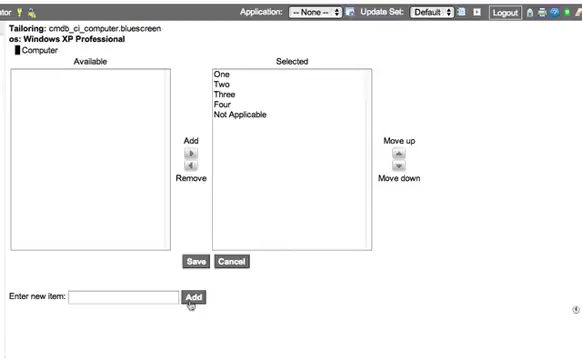 ator Application: -- None -- Update Set: Default Logout
Tailoring: cmdb_ci_computer.bluescreen
os: Windows XP Professional
Computer
Available Selected
One
Two
Three
Four
Not Applicable
Add Move up
Remove Move down
Save Cancel
Enter new item: Add